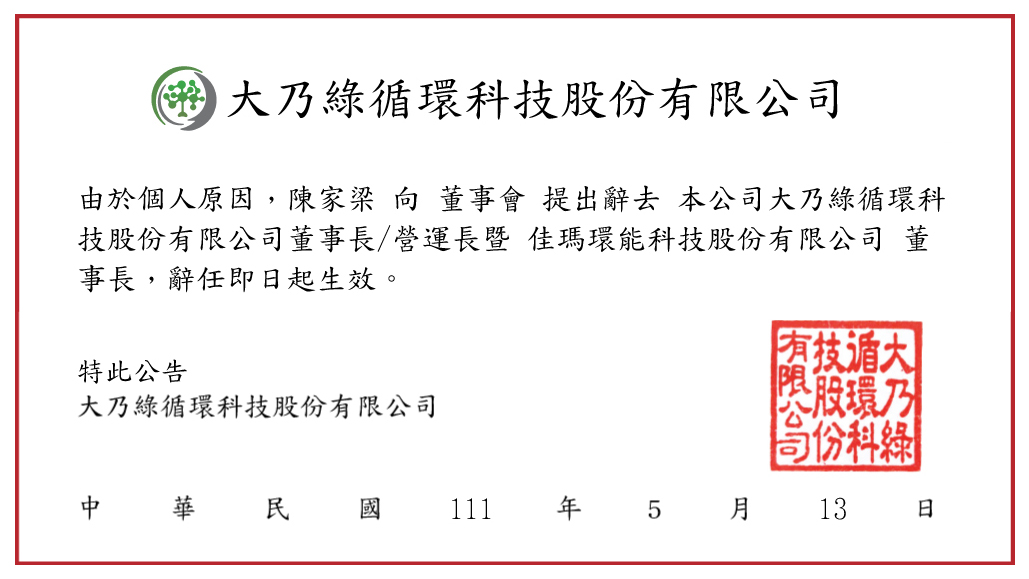 大乃綠循環科技股份有限公司
由於個人原因，陳家梁 向 董事會 提出辭去 本公司大乃綠循環科
技股份有限公司董事長/營運長暨 佳瑪環能科技股份有限公司 董
事長，辭任即日起生效。
特此公告
大乃綠循環科技股份有限公司
大乃綠
循環科
技股份
有限公司
中 華 民 國 111 年 5 月 13 日